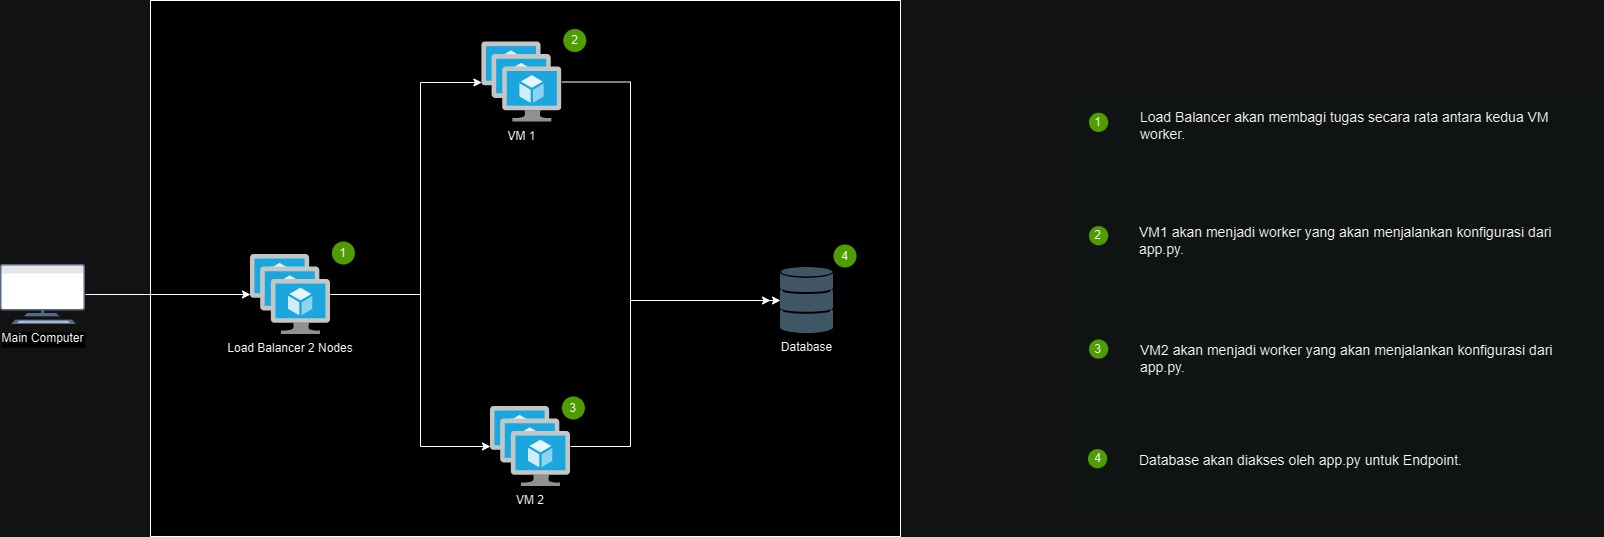 2
VM 1
1
Main Computer
Load Balancer 2 Nodes
4
Database
3
VM 2
1
Load Balancer akan membagi tugas secara rata antara kedua VM
worker.
2
VM1 akan menjadi worker yang akan menjalankan konfigurasi dari
app.py.
3
VM2 akan menjadi worker yang akan menjalankan konfigurasi dari
app.py.
4
Database akan diakses oleh app.py untuk Endpoint.